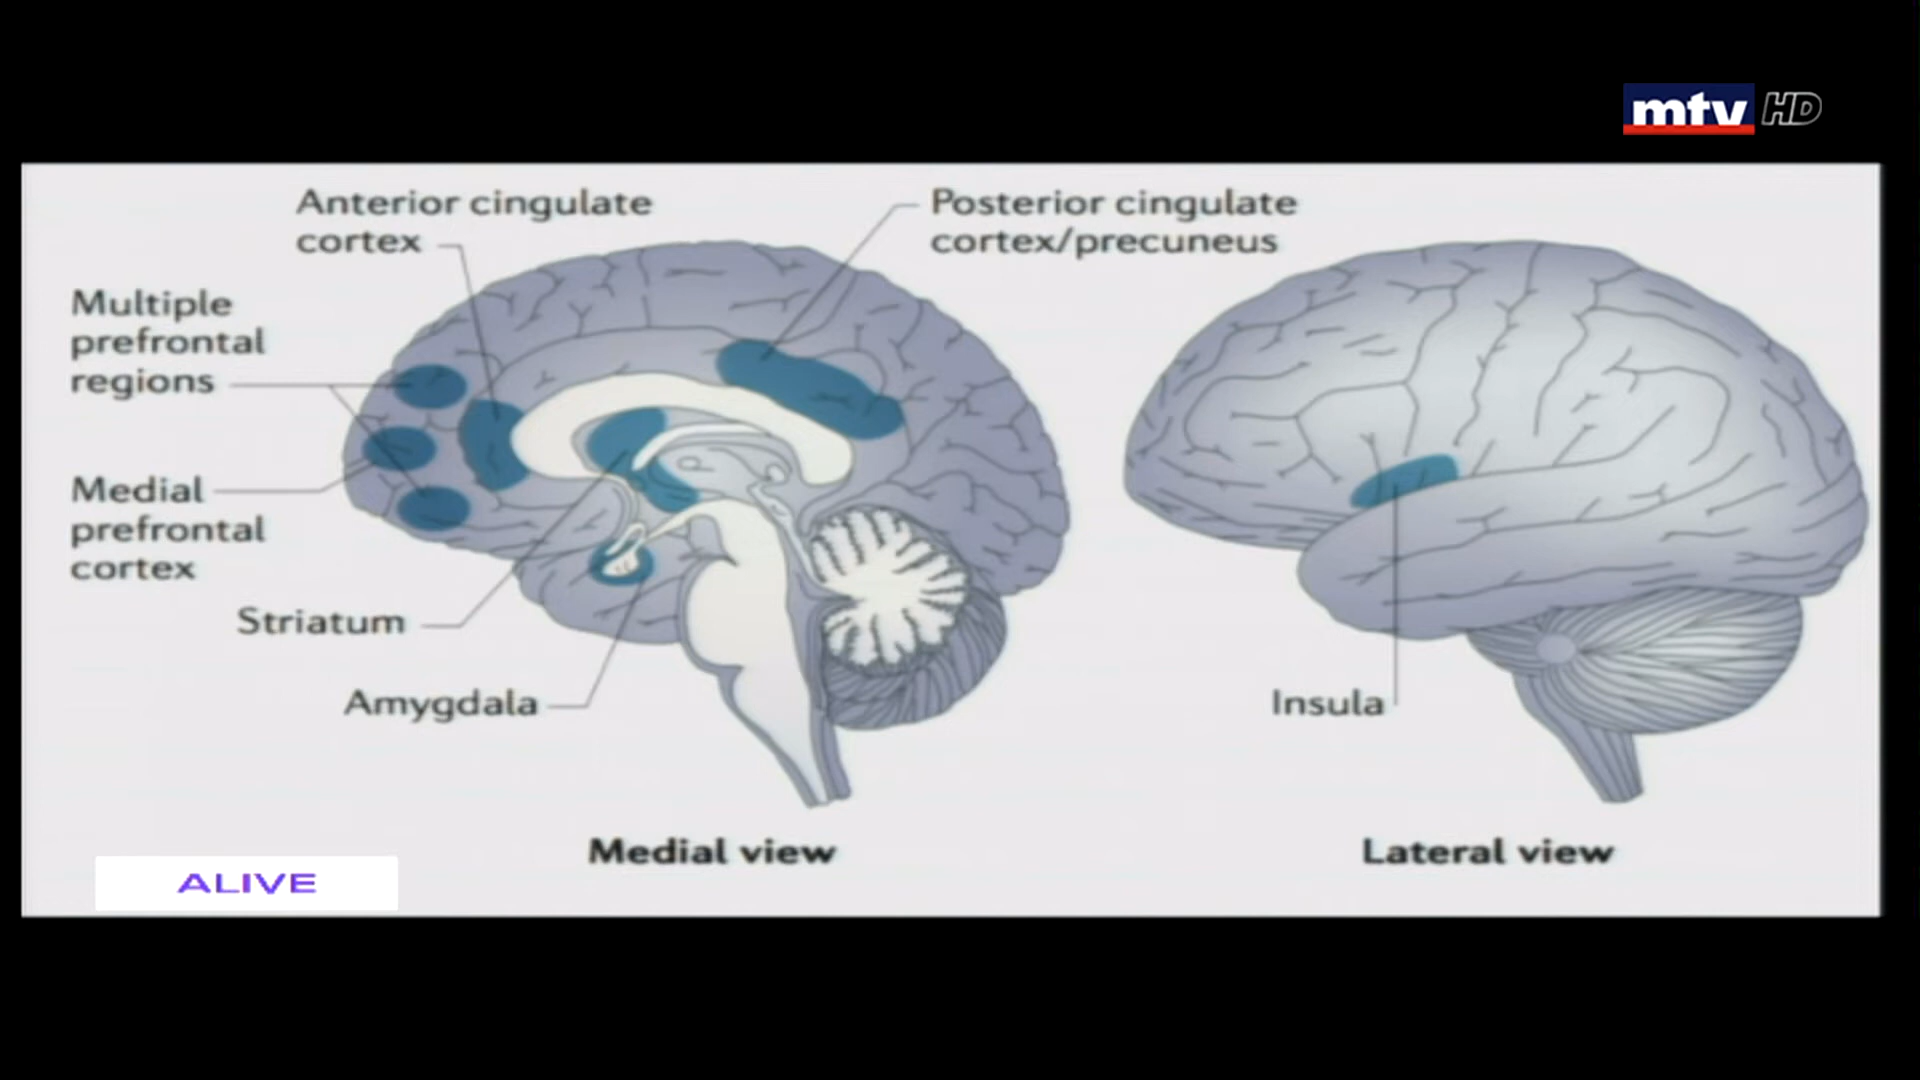 mtv HD
Anterior cingulate
cortex
Posterior cingulate
cortex/precuneus
Multiple
prefrontal
regions
Medial
prefrontal
cortex
Striatum
Amygdala
Insula
Medial view
Lateral view
ALIVE